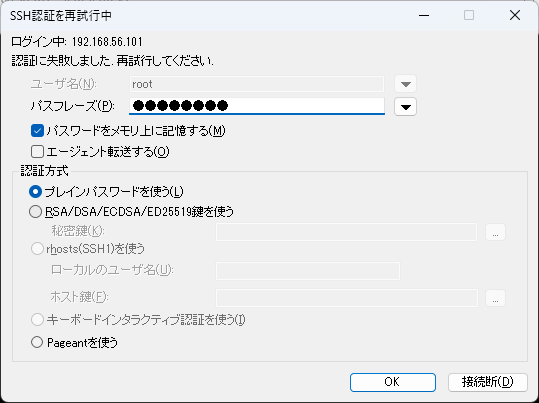 SSH認証を再試行中
ログイン中: 192.168.56.101
認証に失敗しました. 再試行してください.
ユーザ名(N): root
パスフレーズ(P): ●●●●●●●●
パスワードをメモリ上に記憶する(M)
エージェント転送する(O)
認証方式
プレインパスワードを使う(L)
RSA/DSA/ECDSA/ED25519鍵を使う
秘密鍵(K): ...
rhosts(SSH1)を使う
ローカルのユーザ名(U):
ホスト鍵(F): ...
キーボードインタラクティブ認証を使う(I)
Pageantを使う
OK 接続断(D)